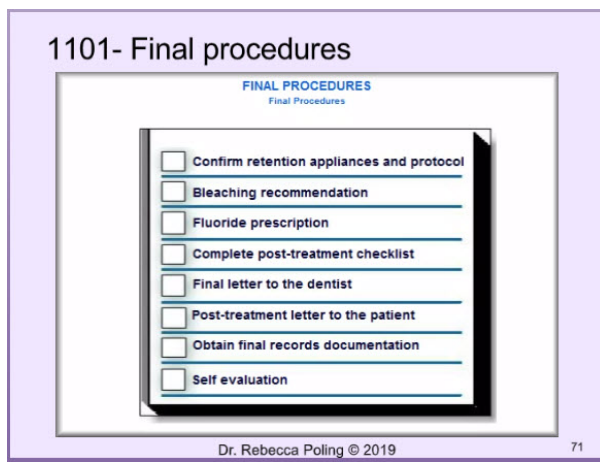 1101- Final procedures
FINAL PROCEDURES
Final Procedures
Confirm retention appliances and protocol
Bleaching recommendation
Fluoride prescription
Complete post-treatment checklist
Final letter to the dentist
Post-treatment letter to the patient
Obtain final records documentation
Self evaluation
Dr. Rebecca Poling © 2019
71